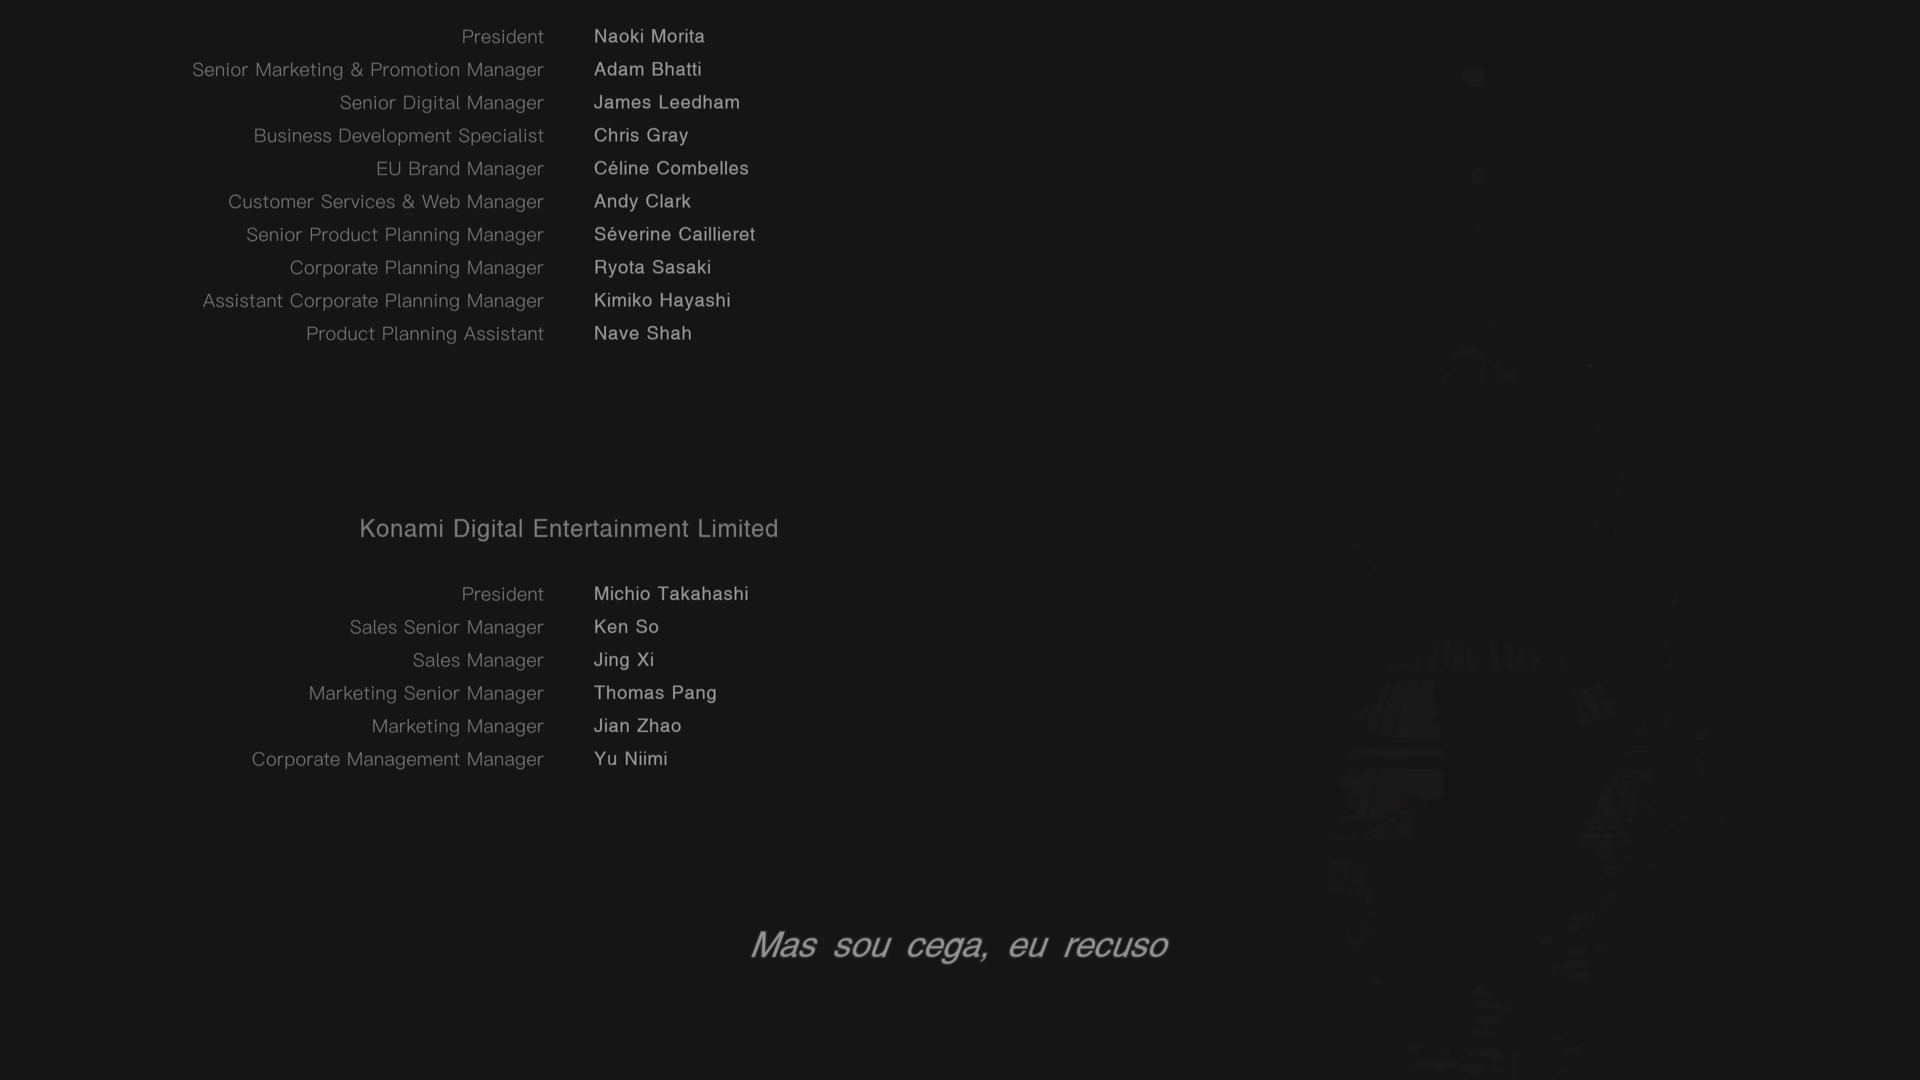 President Naoki Morita
Senior Marketing & Promotion Manager Adam Bhatti
Senior Digital Manager James Leedham
Business Development Specialist Chris Gray
EU Brand Manager Céline Combelles
Customer Services & Web Manager Andy Clark
Senior Product Planning Manager Séverine Caillieret
Corporate Planning Manager Ryota Sasaki
Assistant Corporate Planning Manager Kimiko Hayashi
Product Planning Assistant Nave Shah
Konami Digital Entertainment Limited
President Michio Takahashi
Sales Senior Manager Ken So
Sales Manager Jing Xi
Marketing Senior Manager Thomas Pang
Marketing Manager Jian Zhao
Corporate Management Manager Yu Niimi
Mas sou cega, eu recuso